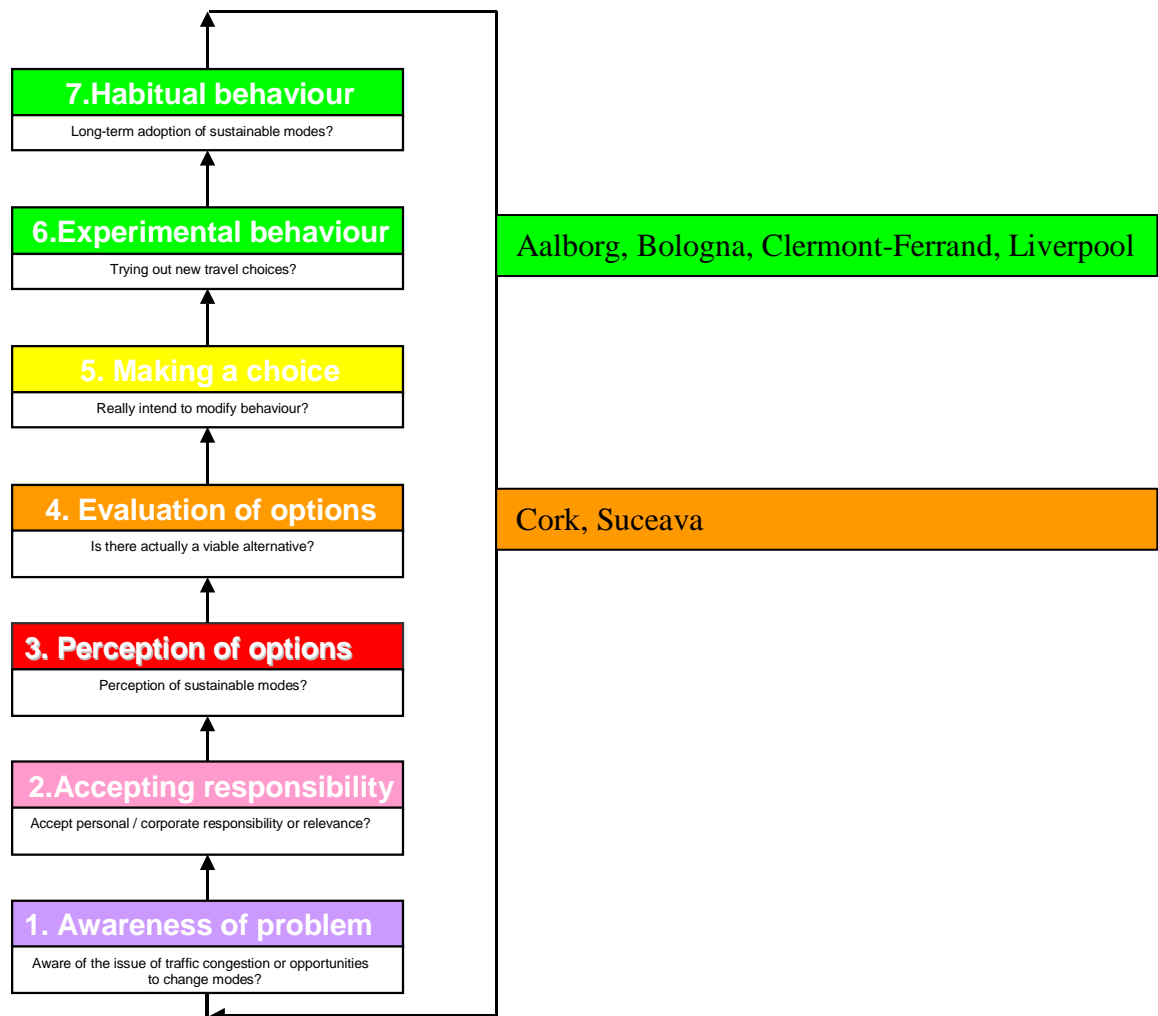 7.Habitual behaviour
Long-term adoption of sustainable modes?
6.Experimental behaviour
Trying out new travel choices?
Aalborg, Bologna, Clermont-Ferrand, Liverpool
5. Making a choice
Really intend to modify behaviour?
4. Evaluation of options
Is there actually a viable alternative?
Cork, Suceava
3. Perception of options
Perception of sustainable modes?
2.Accepting responsibility
Accept personal / corporate responsibility or relevance?
1. Awareness of problem
Aware of the issue of traffic congestion or opportunities
to change modes?